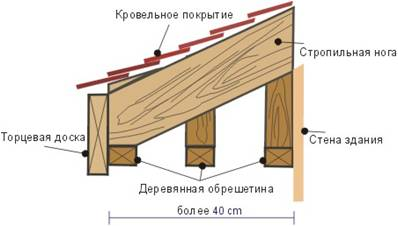 Кровельное покрытие
Стропильная нога
Торцевая доска
Стена здания
Деревянная обрешетина
более 40 cm